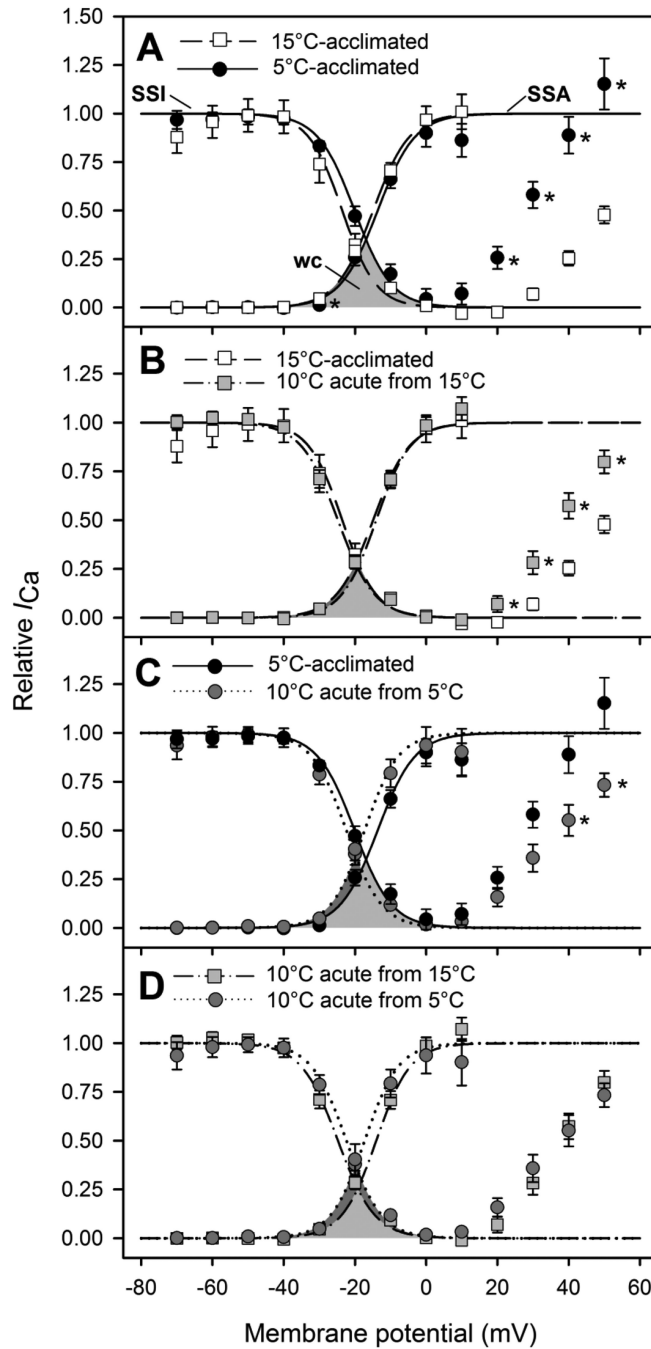 1.50
A
15°C-acclimated
5°C-acclimated
1.25
SSI
SSA
1.00
*
*
0.75
*
0.50
*
0.25
wc
*
0.00
B
15°C-acclimated
10°C acute from 15°C
1.25
1.00
*
0.75
*
0.50
*
0.25
*
0.00
Relative ICa
C
5°C-acclimated
10°C acute from 5°C
1.25
1.00
0.75
*
*
0.50
0.25
0.00
D
10°C acute from 15°C
10°C acute from 5°C
1.25
1.00
0.75
0.50
0.25
0.00
-80 -60 -40 -20 0 20 40 60
Membrane potential (mV)